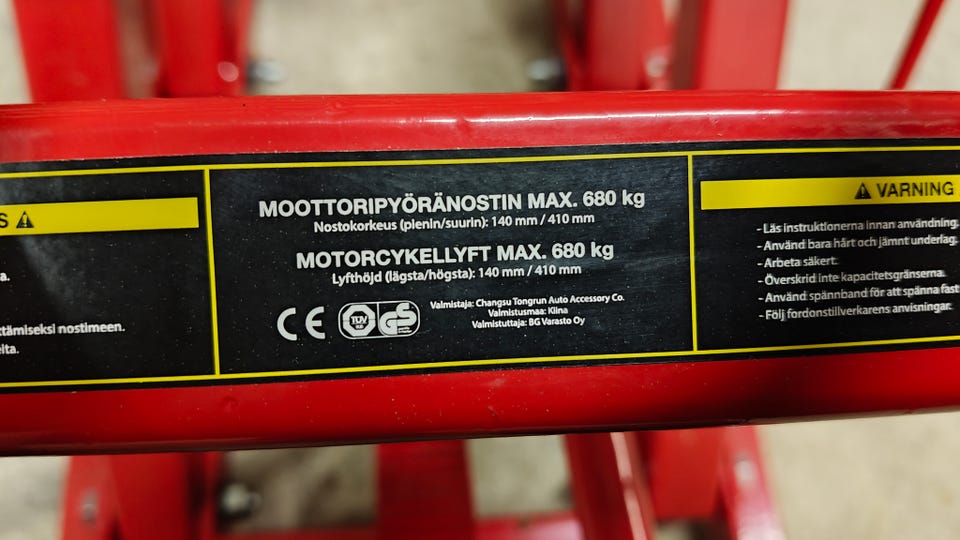 S
a.
ttämiseksi nostimeen.
eita.
MOOTTORIPYÖRÄNOSTIN MAX. 680 kg
Nostokorkeus (pienin/suurin): 140 mm / 410 mm
MOTORCYKELLYFT MAX. 680 kg
Lyfthöjd (lägsta/högsta): 140 mm / 410 mm
CE TÜV GS
Valmistaja: Changsu Tongrun Auto Accessory Co.
Valmistusmaa: Kiina
Valmistuttaja: BG Varasto Oy
VARNING
- Läs instruktionerna innan användning.
- Använd bara hårt och jämnt underlag.
- Arbeta säkert.
- Överskrid inte kapacitetsgränserna.
- Använd spännband för att spänna fast
- Följ fordonstillverkarens anvisningar.